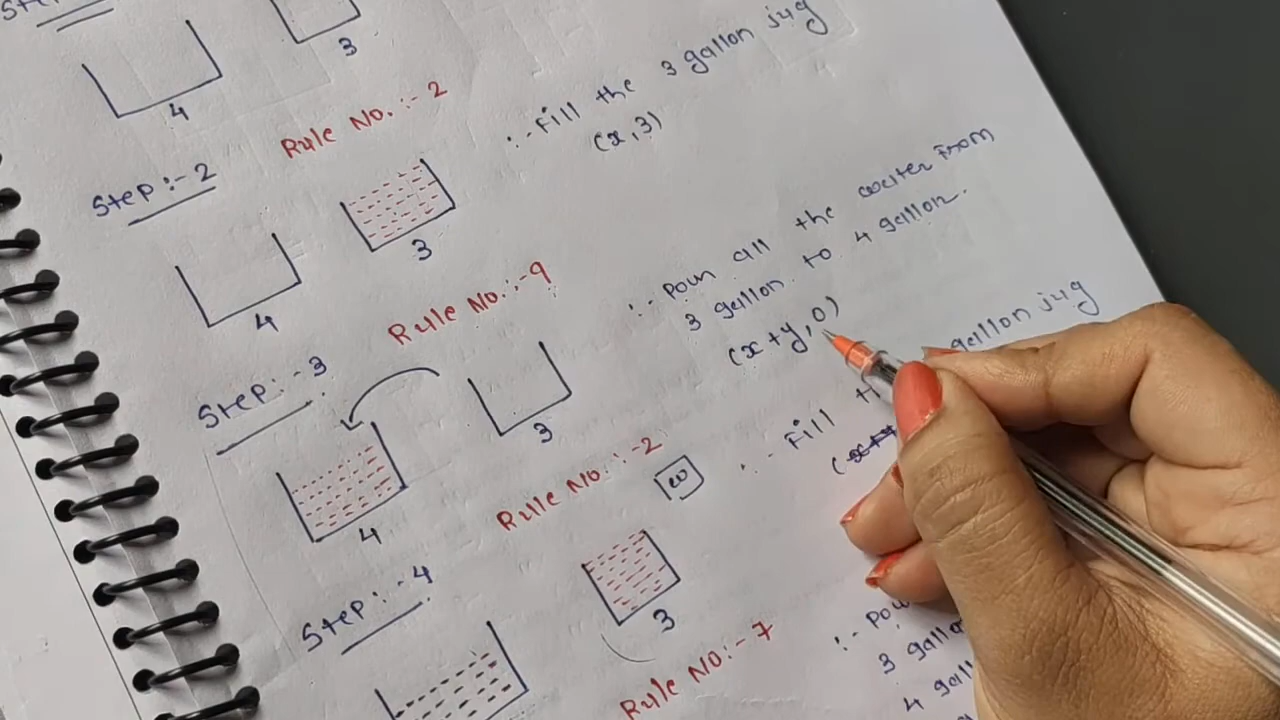 3
4
Rule No. :- 2
:- Fill the 3 gallon jug
(x, 3)
Step :- 2
3
4
Rule No. :- 9
:- Pour all the water from
3 gallon to 4 gallon.
(x+y, 0)
Step :- 3
3
4
Rule No. :- 2
:- Fill
gallon jug
Step :- 4
3
Rule No :- 7
:- Pou
3 gallo
4 gall